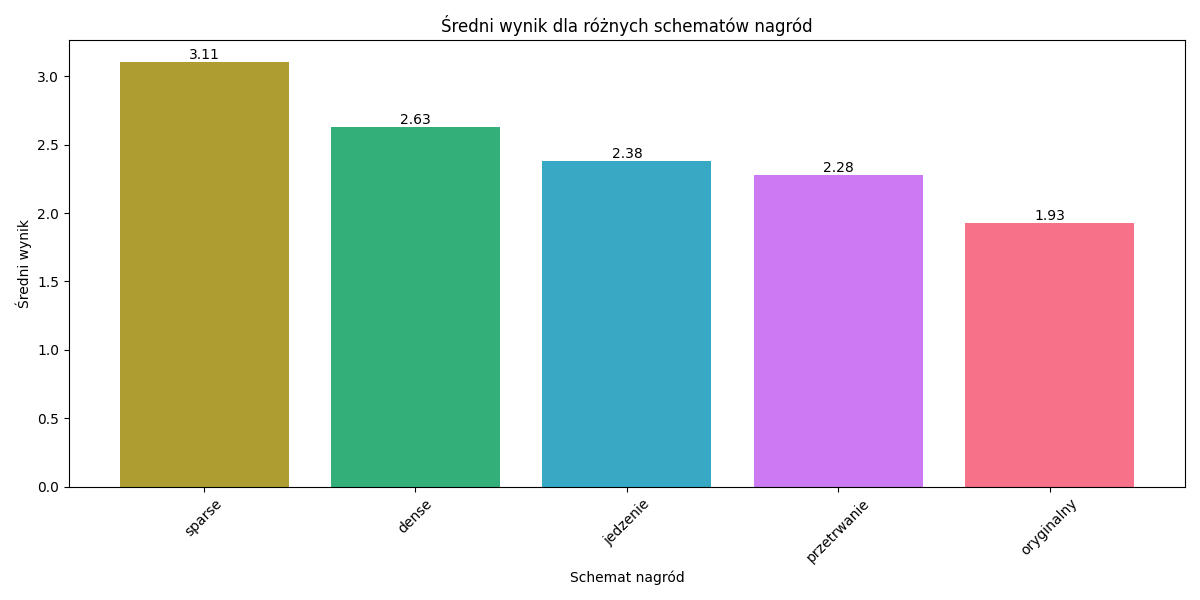 Średni wynik dla różnych schematów nagród
3.11
2.63
2.38
2.28
1.93
3.0
2.5
2.0
1.5
1.0
0.5
0.0
Średni wynik
sparse
dense
jedzenie
przetrwanie
oryginalny
Schemat nagród